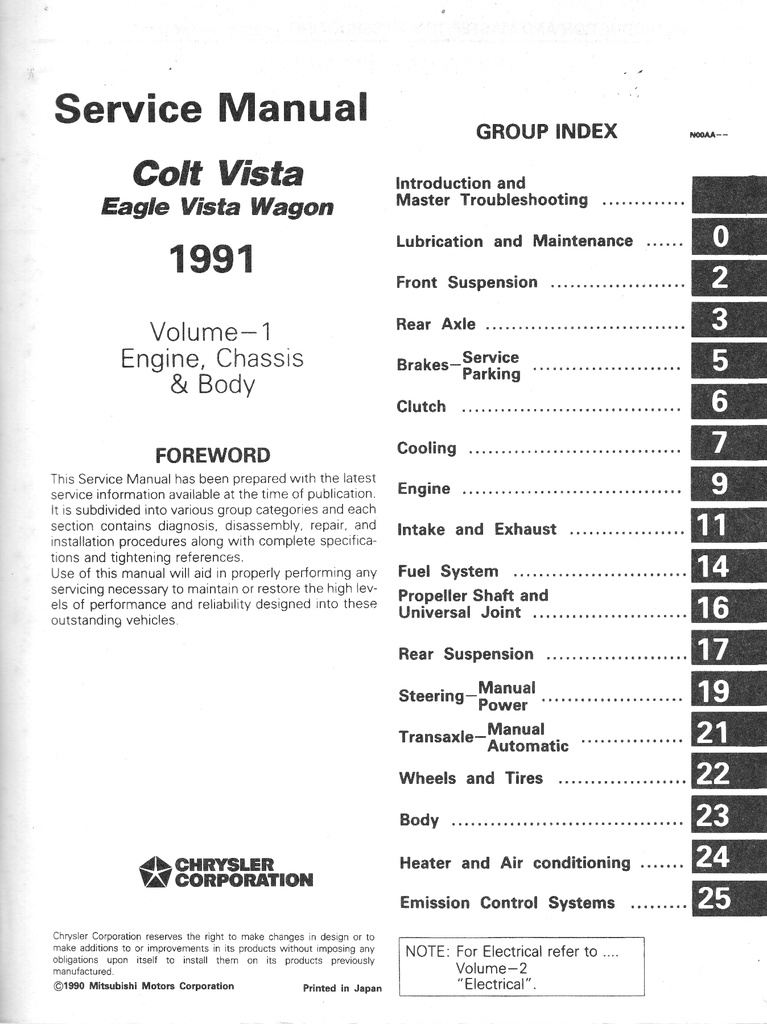 Service Manual
Colt Vista
Eagle Vista Wagon
1991
Volume–1
Engine, Chassis
& Body
FOREWORD
This Service Manual has been prepared with the latest
service information available at the time of publication.
It is subdivided into various group categories and each
section contains diagnosis, disassembly, repair, and
installation procedures along with complete specifica-
tions and tightening references.
Use of this manual will aid in properly performing any
servicing necessary to maintain or restore the high lev-
els of performance and reliability designed into these
outstanding vehicles.
CHRYSLER
CORPORATION
Chrysler Corporation reserves the right to make changes in design or to
make additions to or improvements in its products without imposing any
obligations upon itself to install them on its products previously
manufactured.
©1990 Mitsubishi Motors Corporation Printed in Japan
GROUP INDEX
N00AA––
Introduction and
Master Troubleshooting .............
Lubrication and Maintenance ...... 0
Front Suspension ...................... 2
Rear Axle ................................. 3
Brakes–Service
Parking ......................... 5
Clutch ..................................... 6
Cooling .................................... 7
Engine ..................................... 9
Intake and Exhaust ................... 11
Fuel System ............................. 14
Propeller Shaft and
Universal Joint .......................... 16
Rear Suspension ....................... 17
Steering–Manual
Power ........................ 19
Transaxle–Manual
Automatic ................. 21
Wheels and Tires ..................... 22
Body ....................................... 23
Heater and Air conditioning ....... 24
Emission Control Systems ......... 25
NOTE: For Electrical refer to ....
Volume–2
"Electrical".